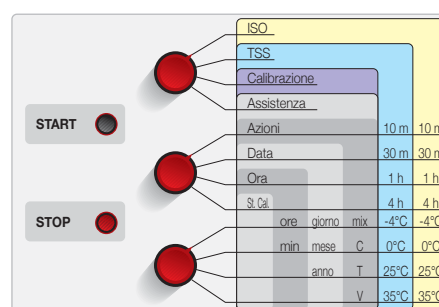 ISO
TSS
Calibrazione
Assistenza
START
Azioni 10 m 10 m
Data 30 m 30 m
Ora 1 h 1 h
St. Cal. 4 h 4 h
STOP
ore giorno mix -4°C -4°C
min mese C 0°C 0°C
anno T 25°C 25°C
V 35°C 35°C